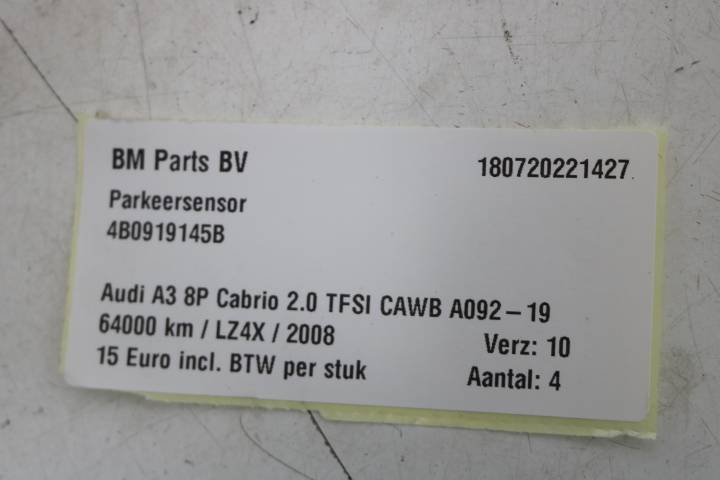 BM Parts BV 180720221427
Parkeersensor
4B0919145B
Audi A3 8P Cabrio 2.0 TFSI CAWB A092-19
64000 km / LZ4X / 2008 Verz: 10
15 Euro incl. BTW per stuk Aantal: 4